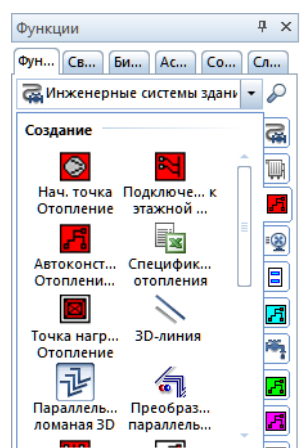 Функции
Фун... Св... Би... Ас... Со... Сл...
Инженерные системы здани
Создание
Нач. точка Отопление
Подключе... к этажной ...
Автоконст... Отоплени...
Специфик... отопления
Точка нагр... Отопление
3D-линия
Параллель... ломаная 3D
Преобраз... параллель...